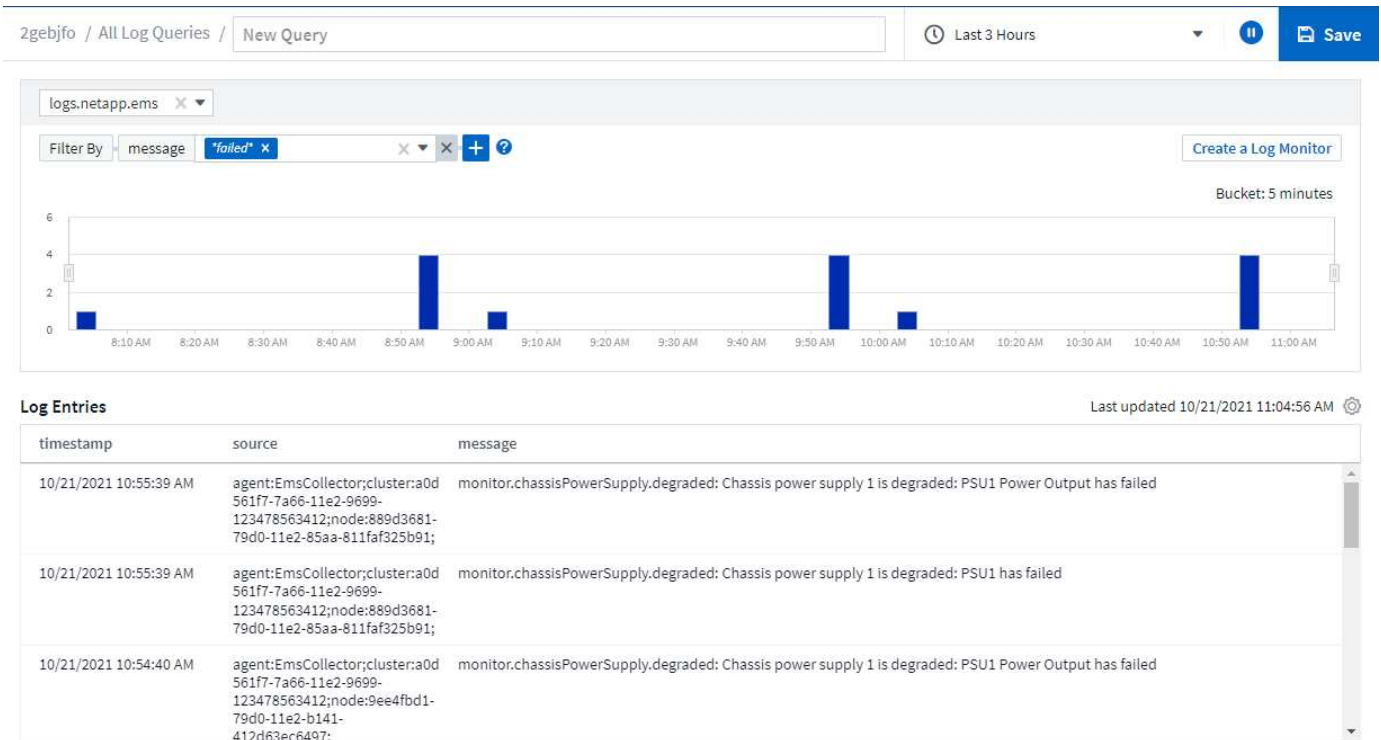 2gebjfo / All Log Queries / New Query Last 3 Hours Save
logs.netapp.ems
Filter By message *failed* Create a Log Monitor
Bucket: 5 minutes
6
4
2
0
8:10 AM 8:20 AM 8:30 AM 8:40 AM 8:50 AM 9:00 AM 9:10 AM 9:20 AM 9:30 AM 9:40 AM 9:50 AM 10:00 AM 10:10 AM 10:20 AM 10:30 AM 10:40 AM 10:50 AM 11:00 AM
Log Entries Last updated 10/21/2021 11:04:56 AM
timestamp source message
10/21/2021 10:55:39 AM agent:EmsCollector;cluster:a0d monitor.chassisPowerSupply.degraded: Chassis power supply 1 is degraded: PSU1 Power Output has failed
561f7-7a66-11e2-9699-
123478563412;node:889d3681-
79d0-11e2-85aa-811faf325b91;
10/21/2021 10:55:39 AM agent:EmsCollector;cluster:a0d monitor.chassisPowerSupply.degraded: Chassis power supply 1 is degraded: PSU1 has failed
561f7-7a66-11e2-9699-
123478563412;node:889d3681-
79d0-11e2-85aa-811faf325b91;
10/21/2021 10:54:40 AM agent:EmsCollector;cluster:a0d monitor.chassisPowerSupply.degraded: Chassis power supply 1 is degraded: PSU1 Power Output has failed
561f7-7a66-11e2-9699-
123478563412;node:9ee4fbd1-
79d0-11e2-b141-
412d63ec6497;